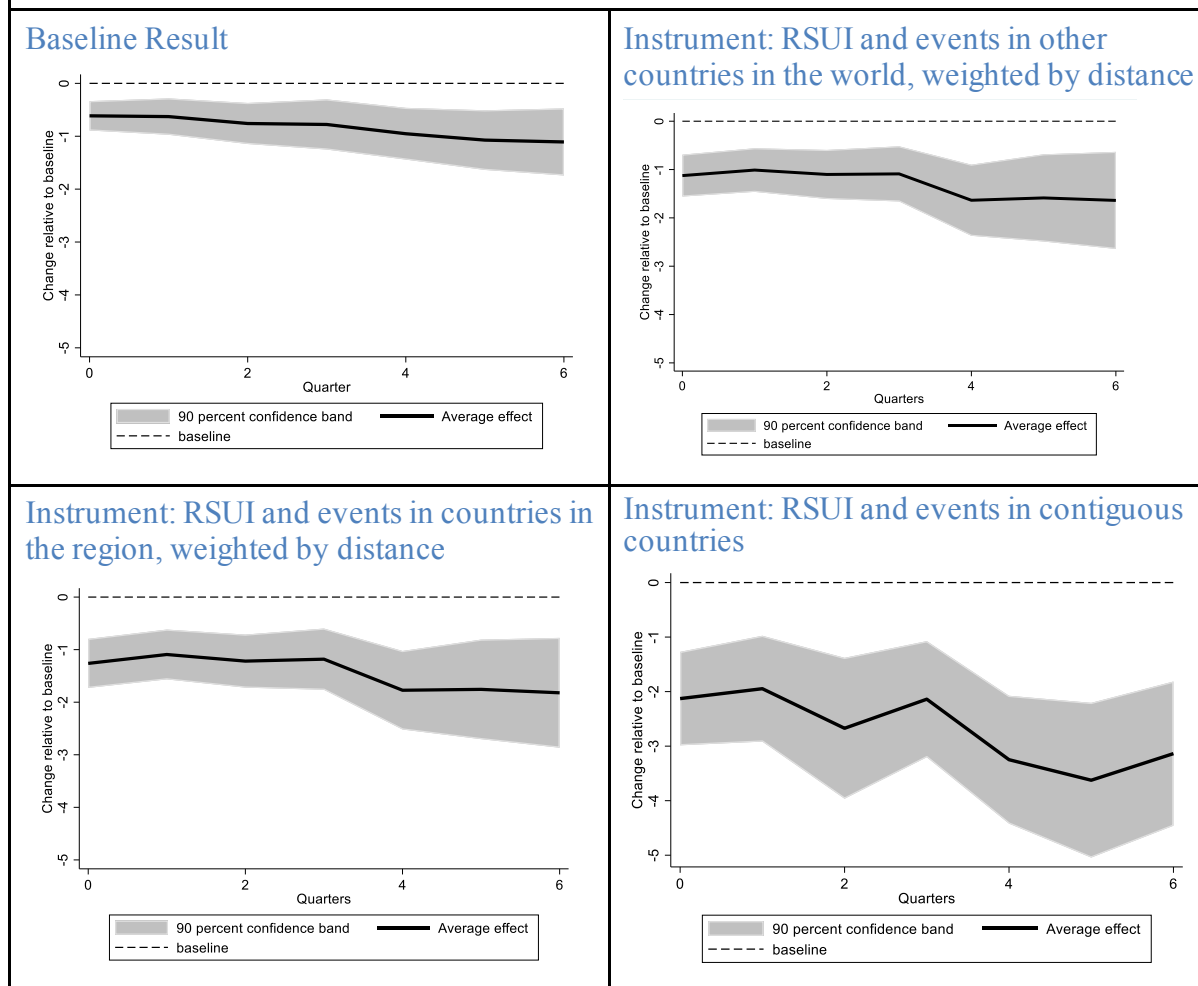 Baseline Result
0
-1
-2
-3
-4
-5
Change relative to baseline
0 2 4 6
Quarter
90 percent confidence band Average effect
baseline
Instrument: RSUI and events in other
countries in the world, weighted by distance
0
-1
-2
-3
-4
-5
Change relative to baseline
0 2 4 6
Quarters
90 percent confidence band Average effect
baseline
Instrument: RSUI and events in countries in
the region, weighted by distance
0
-1
-2
-3
-4
-5
Change relative to baseline
0 2 4 6
Quarters
90 percent confidence band Average effect
baseline
Instrument: RSUI and events in contiguous
countries
0
-1
-2
-3
-4
-5
Change relative to baseline
0 2 4 6
Quarters
90 percent confidence band Average effect
baseline